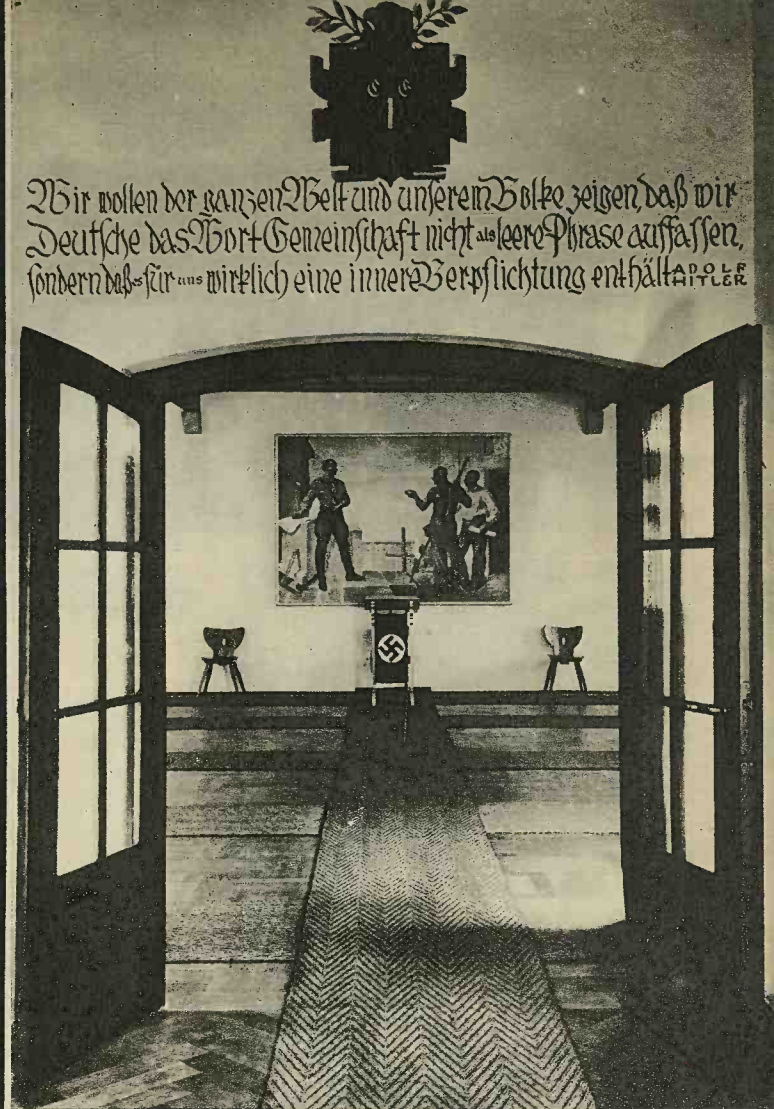 Wir wollen der ganzen Welt und unserem Volke zeigen, daß wir
Deutsche das Wort Gemeinschaft nicht als leere Phrase auffassen,
sondern daß es für uns wirklich eine innere Verpflichtung enthält ADOLF HITLER